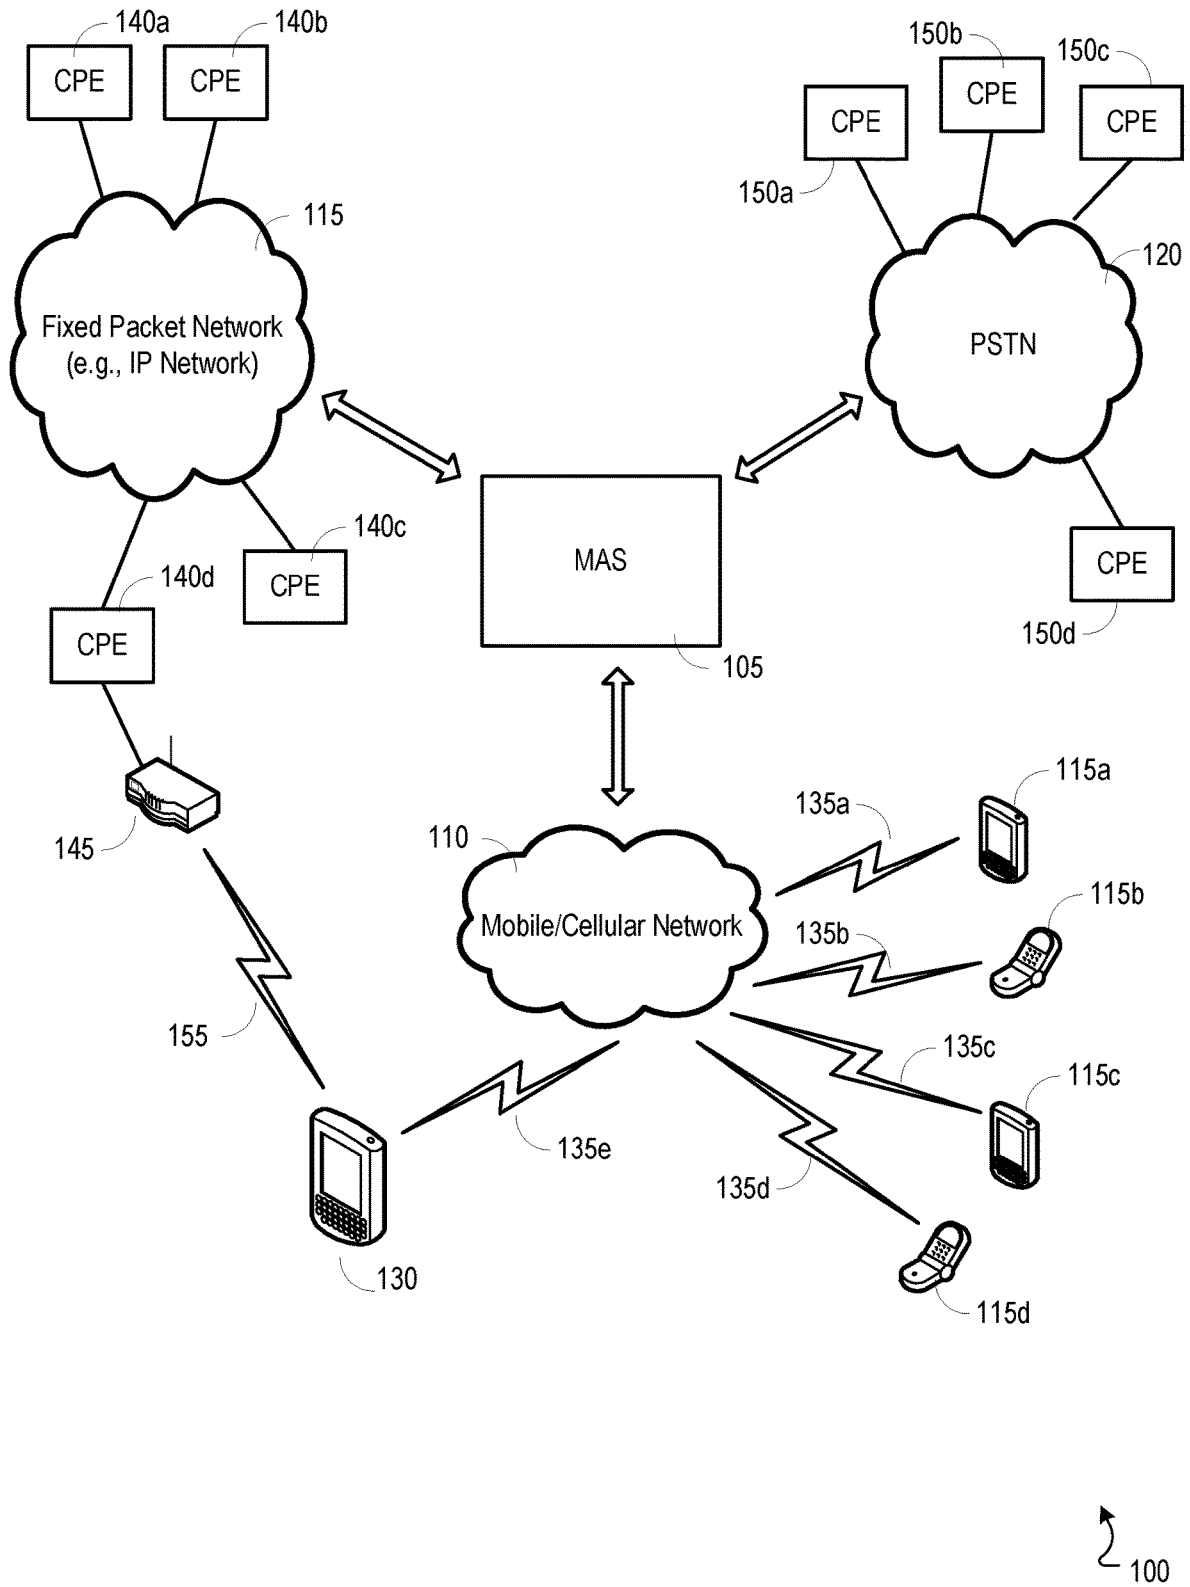 140a
140b
150b
150c
CPE
CPE
CPE
CPE
CPE
150a
115
120
Fixed Packet Network
(e.g., IP Network)
PSTN
140c
MAS
CPE
140d
CPE
150d
CPE
105
115a
135a
145
110
115b
Mobile/Cellular Network
135b
155
135c
115c
135e
135d
130
115d
100